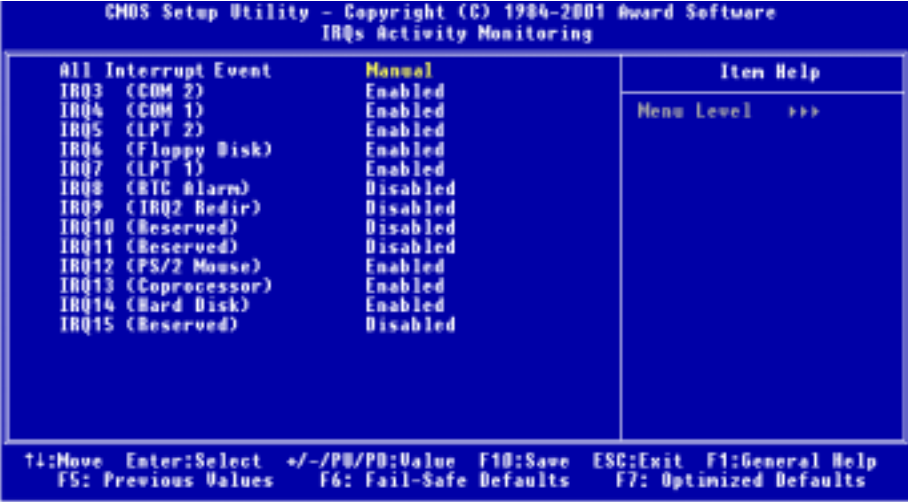 CMOS Setup Utility - Copyright (C) 1984-2001 Award Software
IRQs Activity Monitoring
All Interrupt Event Manual
IRQ3 (COM 2) Enabled
IRQ4 (COM 1) Enabled
IRQ5 (LPT 2) Enabled
IRQ6 (Floppy Disk) Enabled
IRQ7 (LPT 1) Enabled
IRQ8 (RTC Alarm) Disabled
IRQ9 (IRQ2 Redir) Disabled
IRQ10 (Reserved) Disabled
IRQ11 (Reserved) Disabled
IRQ12 (PS/2 Mouse) Enabled
IRQ13 (Coprocessor) Enabled
IRQ14 (Hard Disk) Enabled
IRQ15 (Reserved) Disabled
Item Help
Menu Level ▸▸▸
↑↓:Move Enter:Select +/-/PU/PD:Value F10:Save ESC:Exit F1:General Help
F5: Previous Values F6: Fail-Safe Defaults F7: Optimized Defaults